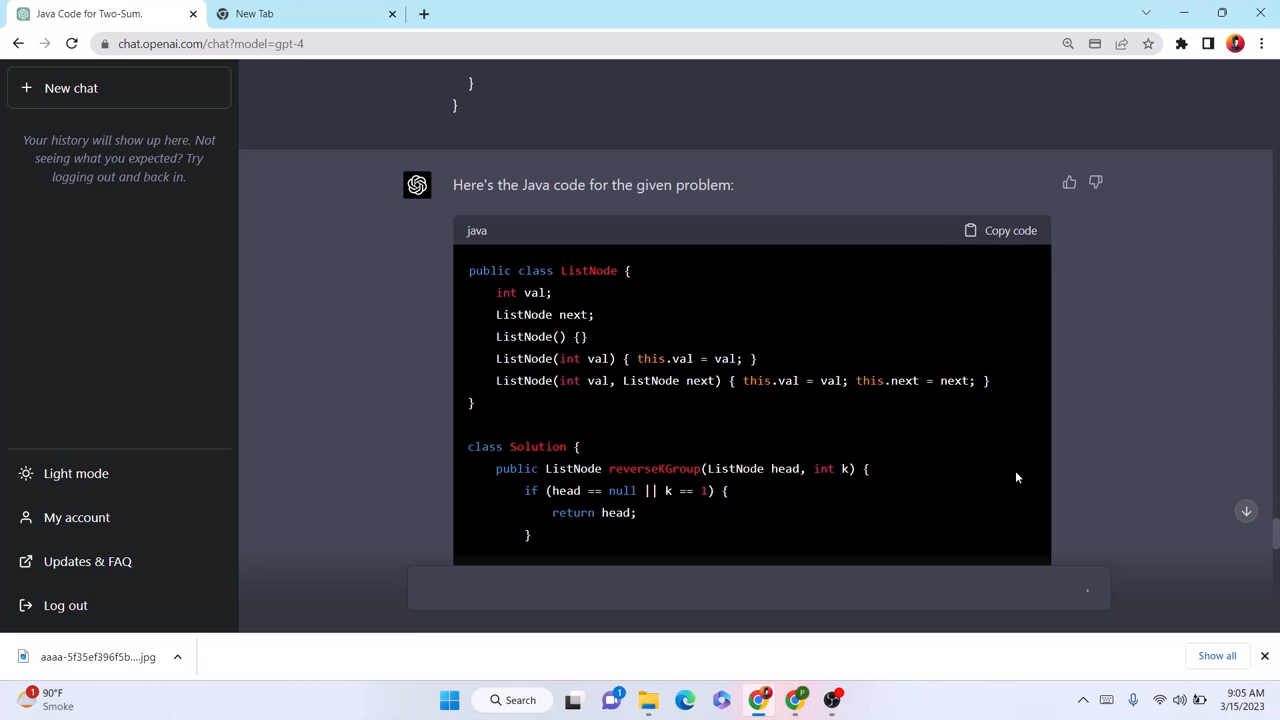 Java Code for Two-Sum.
New Tab
chat.openai.com/chat?model=gpt-4
New chat
Your history will show up here. Not
seeing what you expected? Try
logging out and back in.
Light mode
My account
Updates & FAQ
Log out
}
}
Here's the Java code for the given problem:
java
Copy code
public class ListNode {
int val;
ListNode next;
ListNode() {}
ListNode(int val) { this.val = val; }
ListNode(int val, ListNode next) { this.val = val; this.next = next; }
}
class Solution {
public ListNode reverseKGroup(ListNode head, int k) {
if (head == null || k == 1) {
return head;
}
aaaa-5f35ef396f5b....jpg
Show all
1
90°F
Smoke
Search
1
9:05 AM
3/15/2023